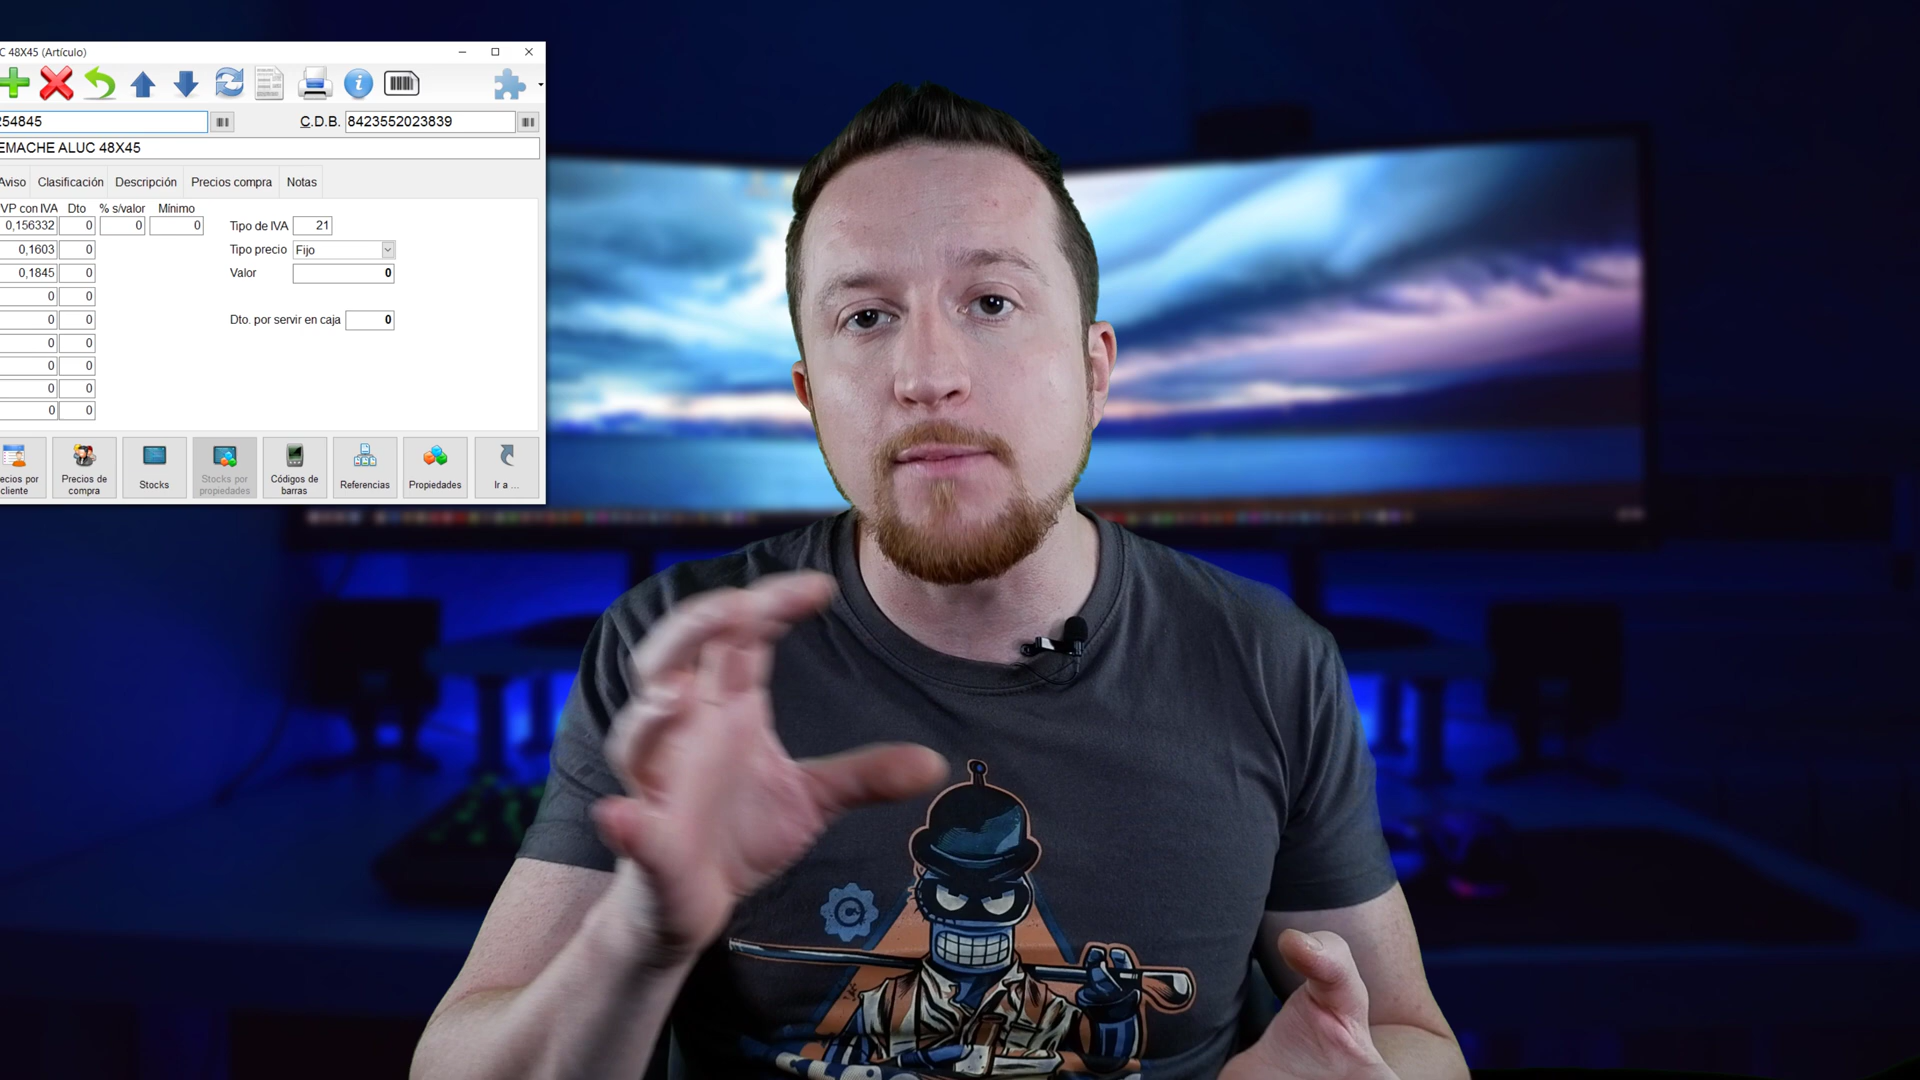 C 48X45 (Artículo)
254845 C.D.B. 8423552023839
EMACHE ALUC 48X45
Aviso Clasificación Descripción Precios compra Notas
VP con IVA Dto % s/valor Mínimo
0,156332 0 0 0 Tipo de IVA 21
0,1603 0 Tipo precio Fijo
0,1845 0 Valor 0
0 0
0 0 Dto. por servir en caja 0
0 0
0 0
0 0
0 0
ecios por cliente
Precios de compra
Stocks
Stocks por propiedades
Códigos de barras
Referencias
Propiedades
Ir a ...